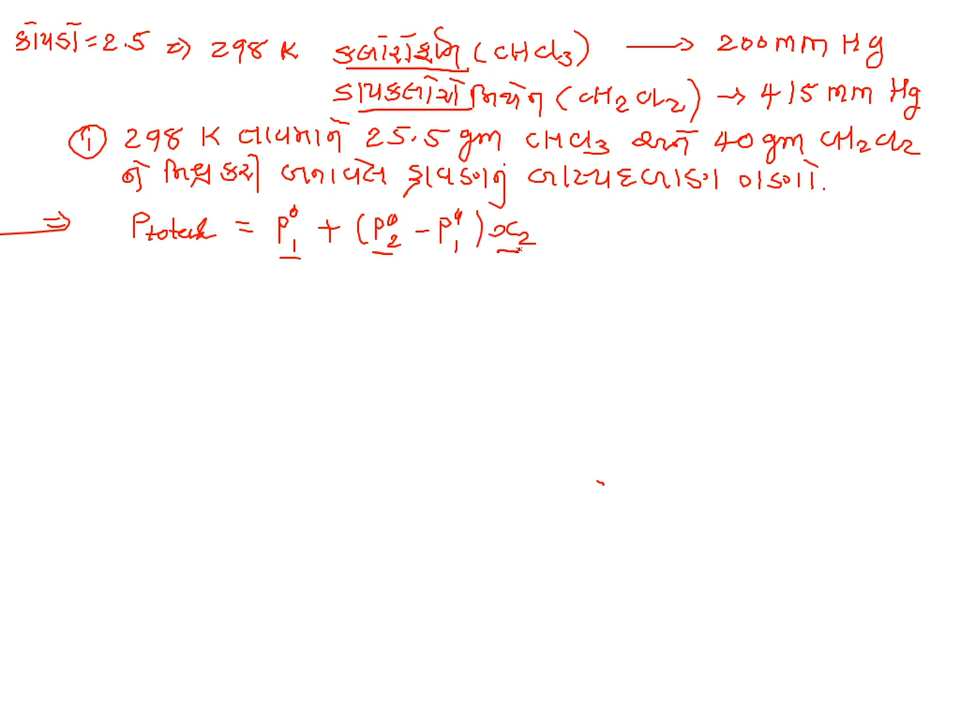 કોયડો = 2.5 => 298 K ક્લોરોફોર્મ (CHCl3) → 200 mm Hg
ડાયક્લોરો મિથેન (CH2Cl2) → 415 mm Hg
① 298 K તાપમાને 25.5 gm CHCl3 અને 40 gm CH2Cl2
ને મિશ્ર કરી બનાવેલ દ્રાવણનું બાષ્પદબાણ ગણો.
=> Ptotal = P°1 + (P°2 - P°1) x2